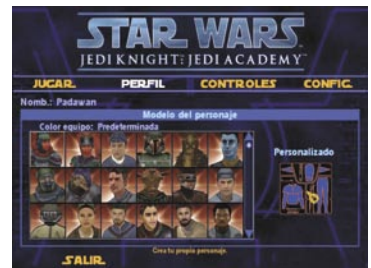 STAR WARS
JEDI KNIGHT: JEDI ACADEMY™
JUGAR PERFIL CONTROLES CONFIG.
Nomb.: Padawan
Modelo del personaje
Color equipo: Predeterminada
Personalizado
Crea tu propio personaje.
SALIR